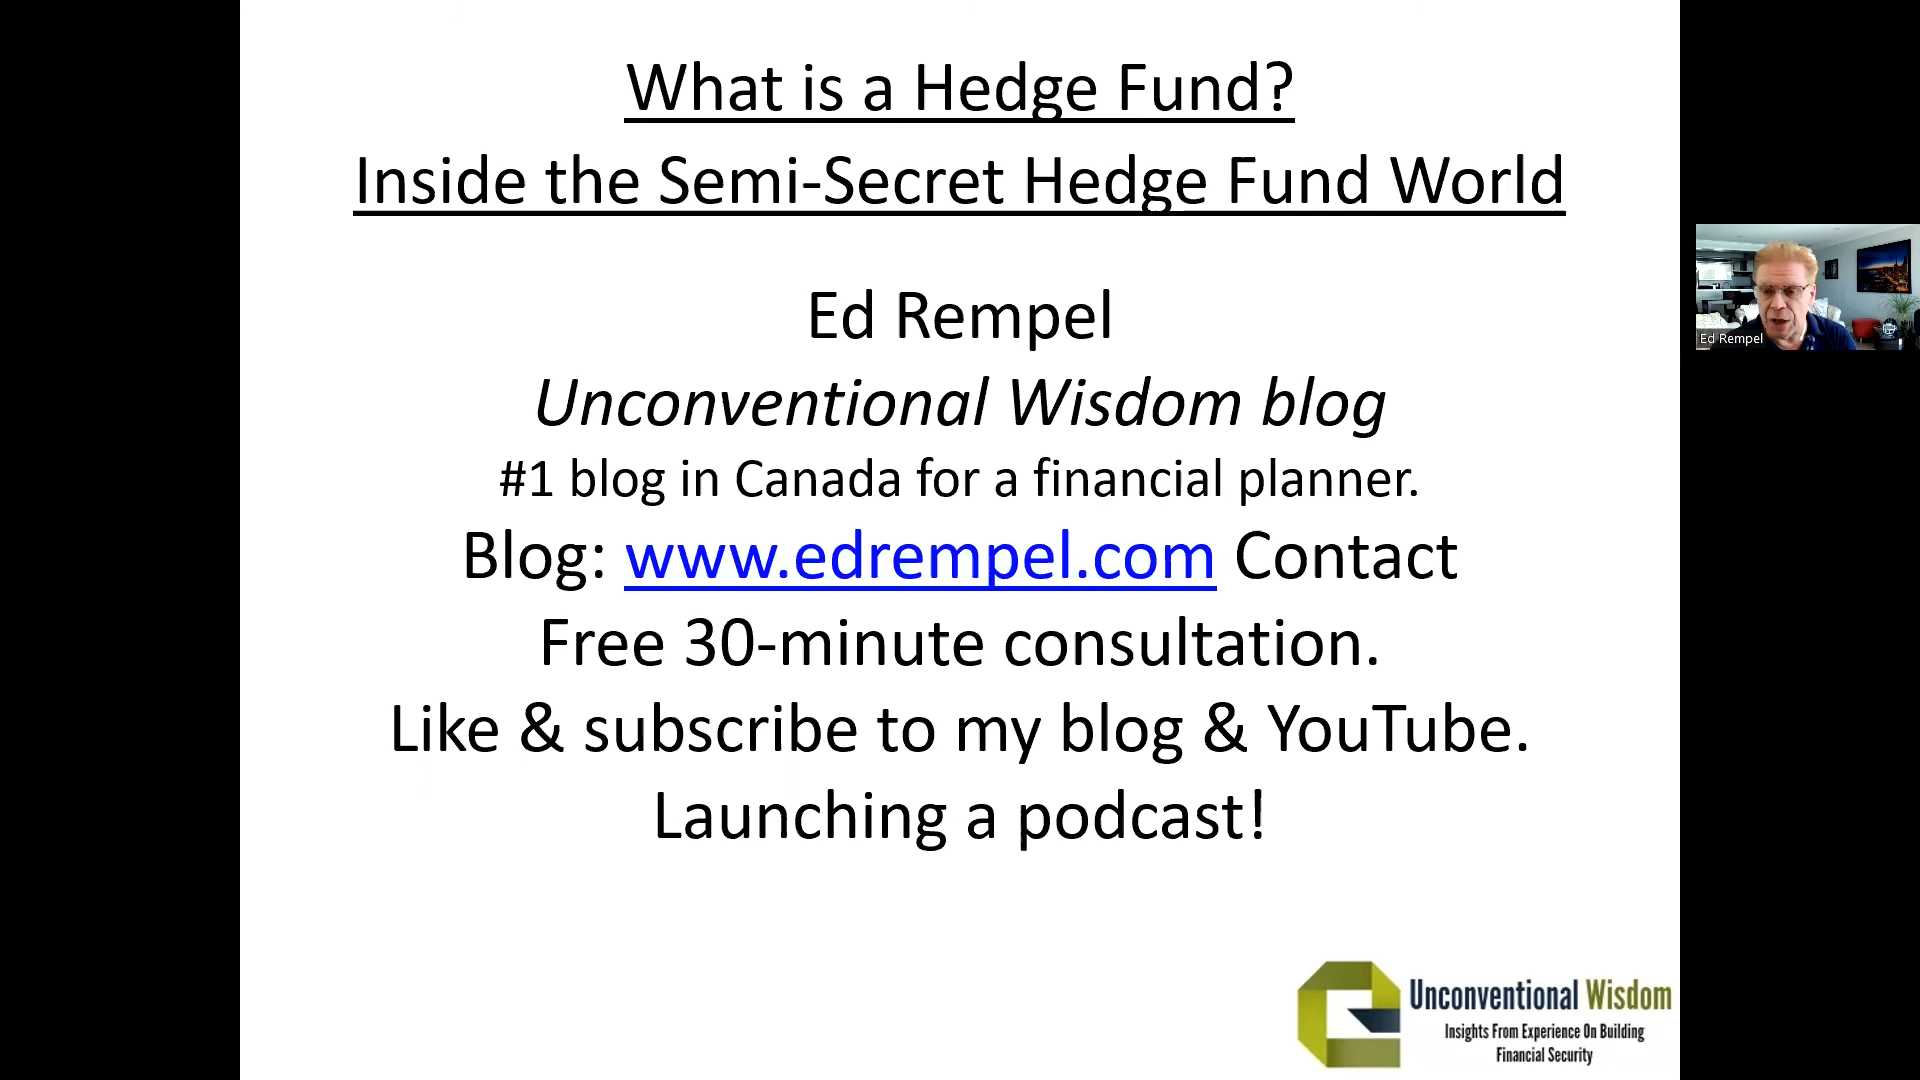 What is a Hedge Fund?
Inside the Semi-Secret Hedge Fund World
Ed Rempel
Unconventional Wisdom blog
#1 blog in Canada for a financial planner.
Blog: www.edrempel.com Contact
Free 30-minute consultation.
Like & subscribe to my blog & YouTube.
Launching a podcast!
Ed Rempel
Unconventional Wisdom
Insights From Experience On Building
Financial Security